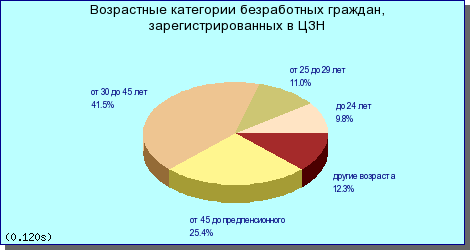 Возрастные категории безработных граждан,
зарегистрированных в ЦЗН
от 25 до 29 лет
11.0%
от 30 до 45 лет
41.5%
до 24 лет
9.8%
другие возраста
12.3%
от 45 до предпенсионного
25.4%
(0.120s)